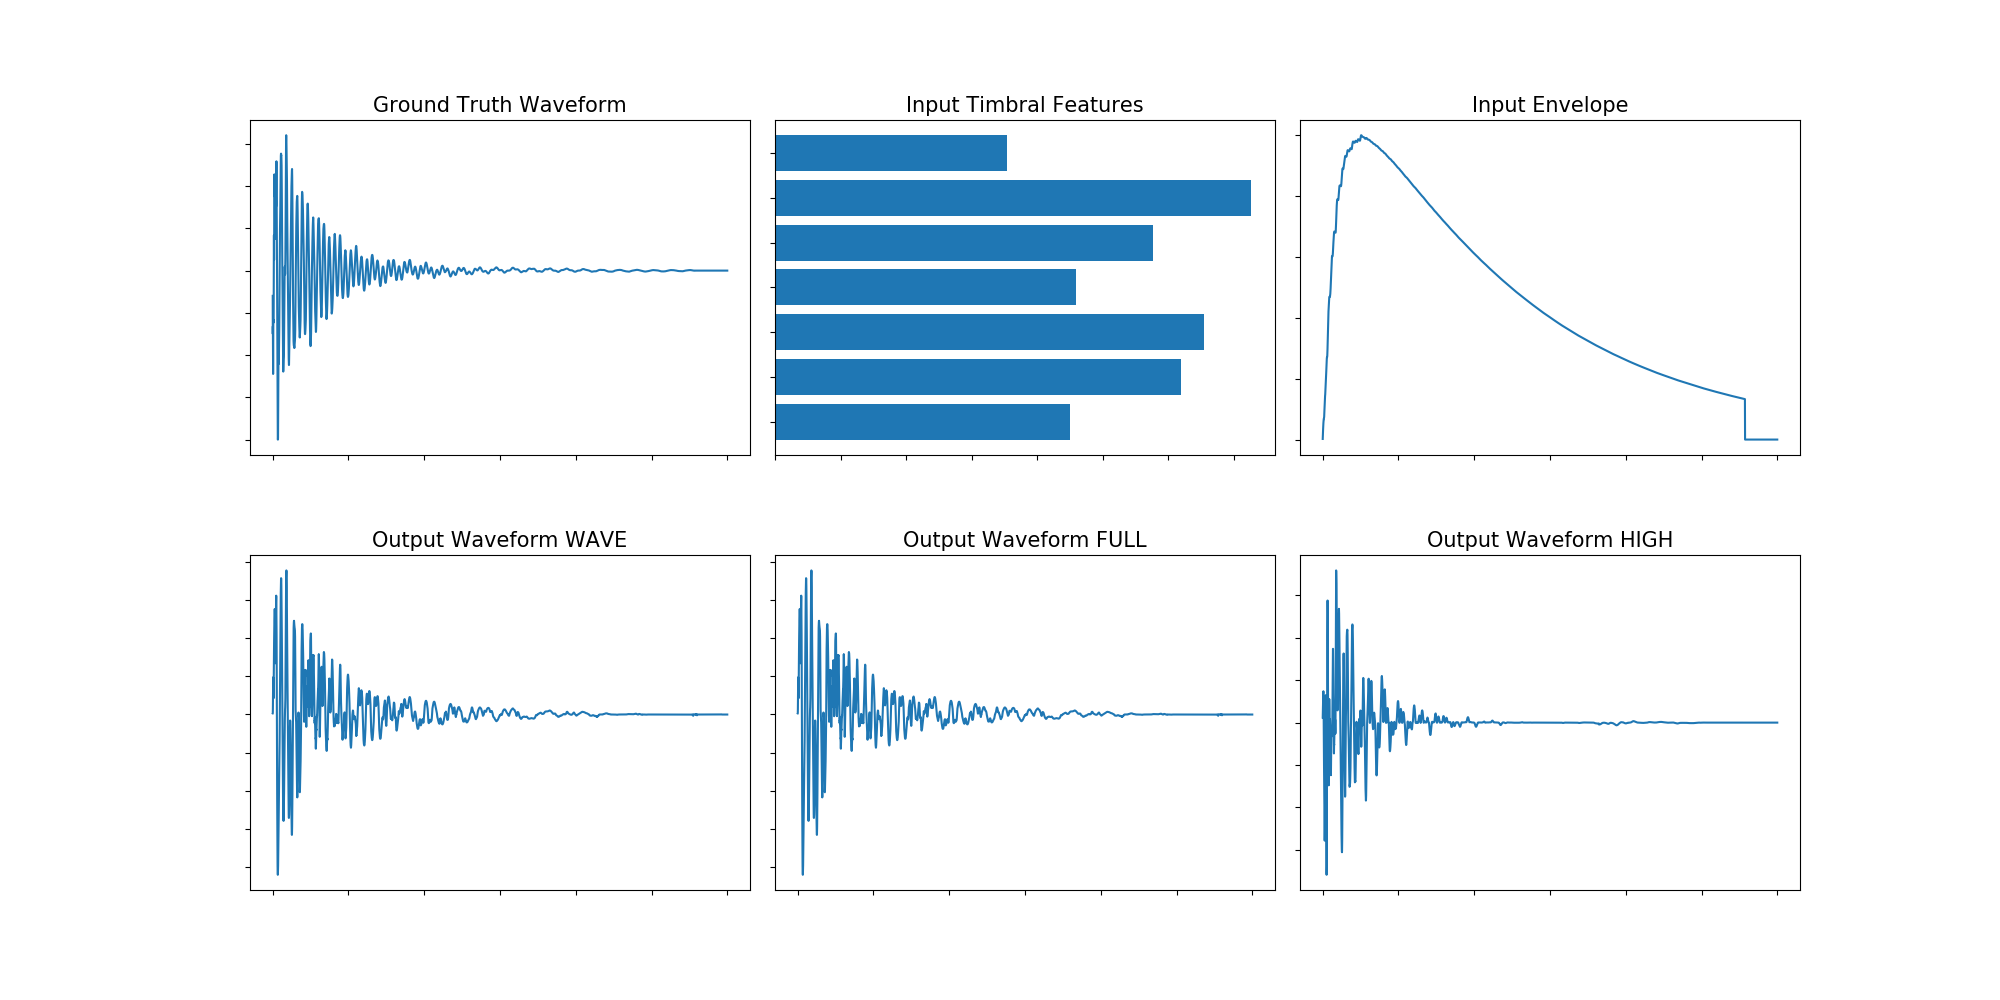 Ground Truth Waveform
Input Timbral Features
Input Envelope
Output Waveform WAVE
Output Waveform FULL
Output Waveform HIGH